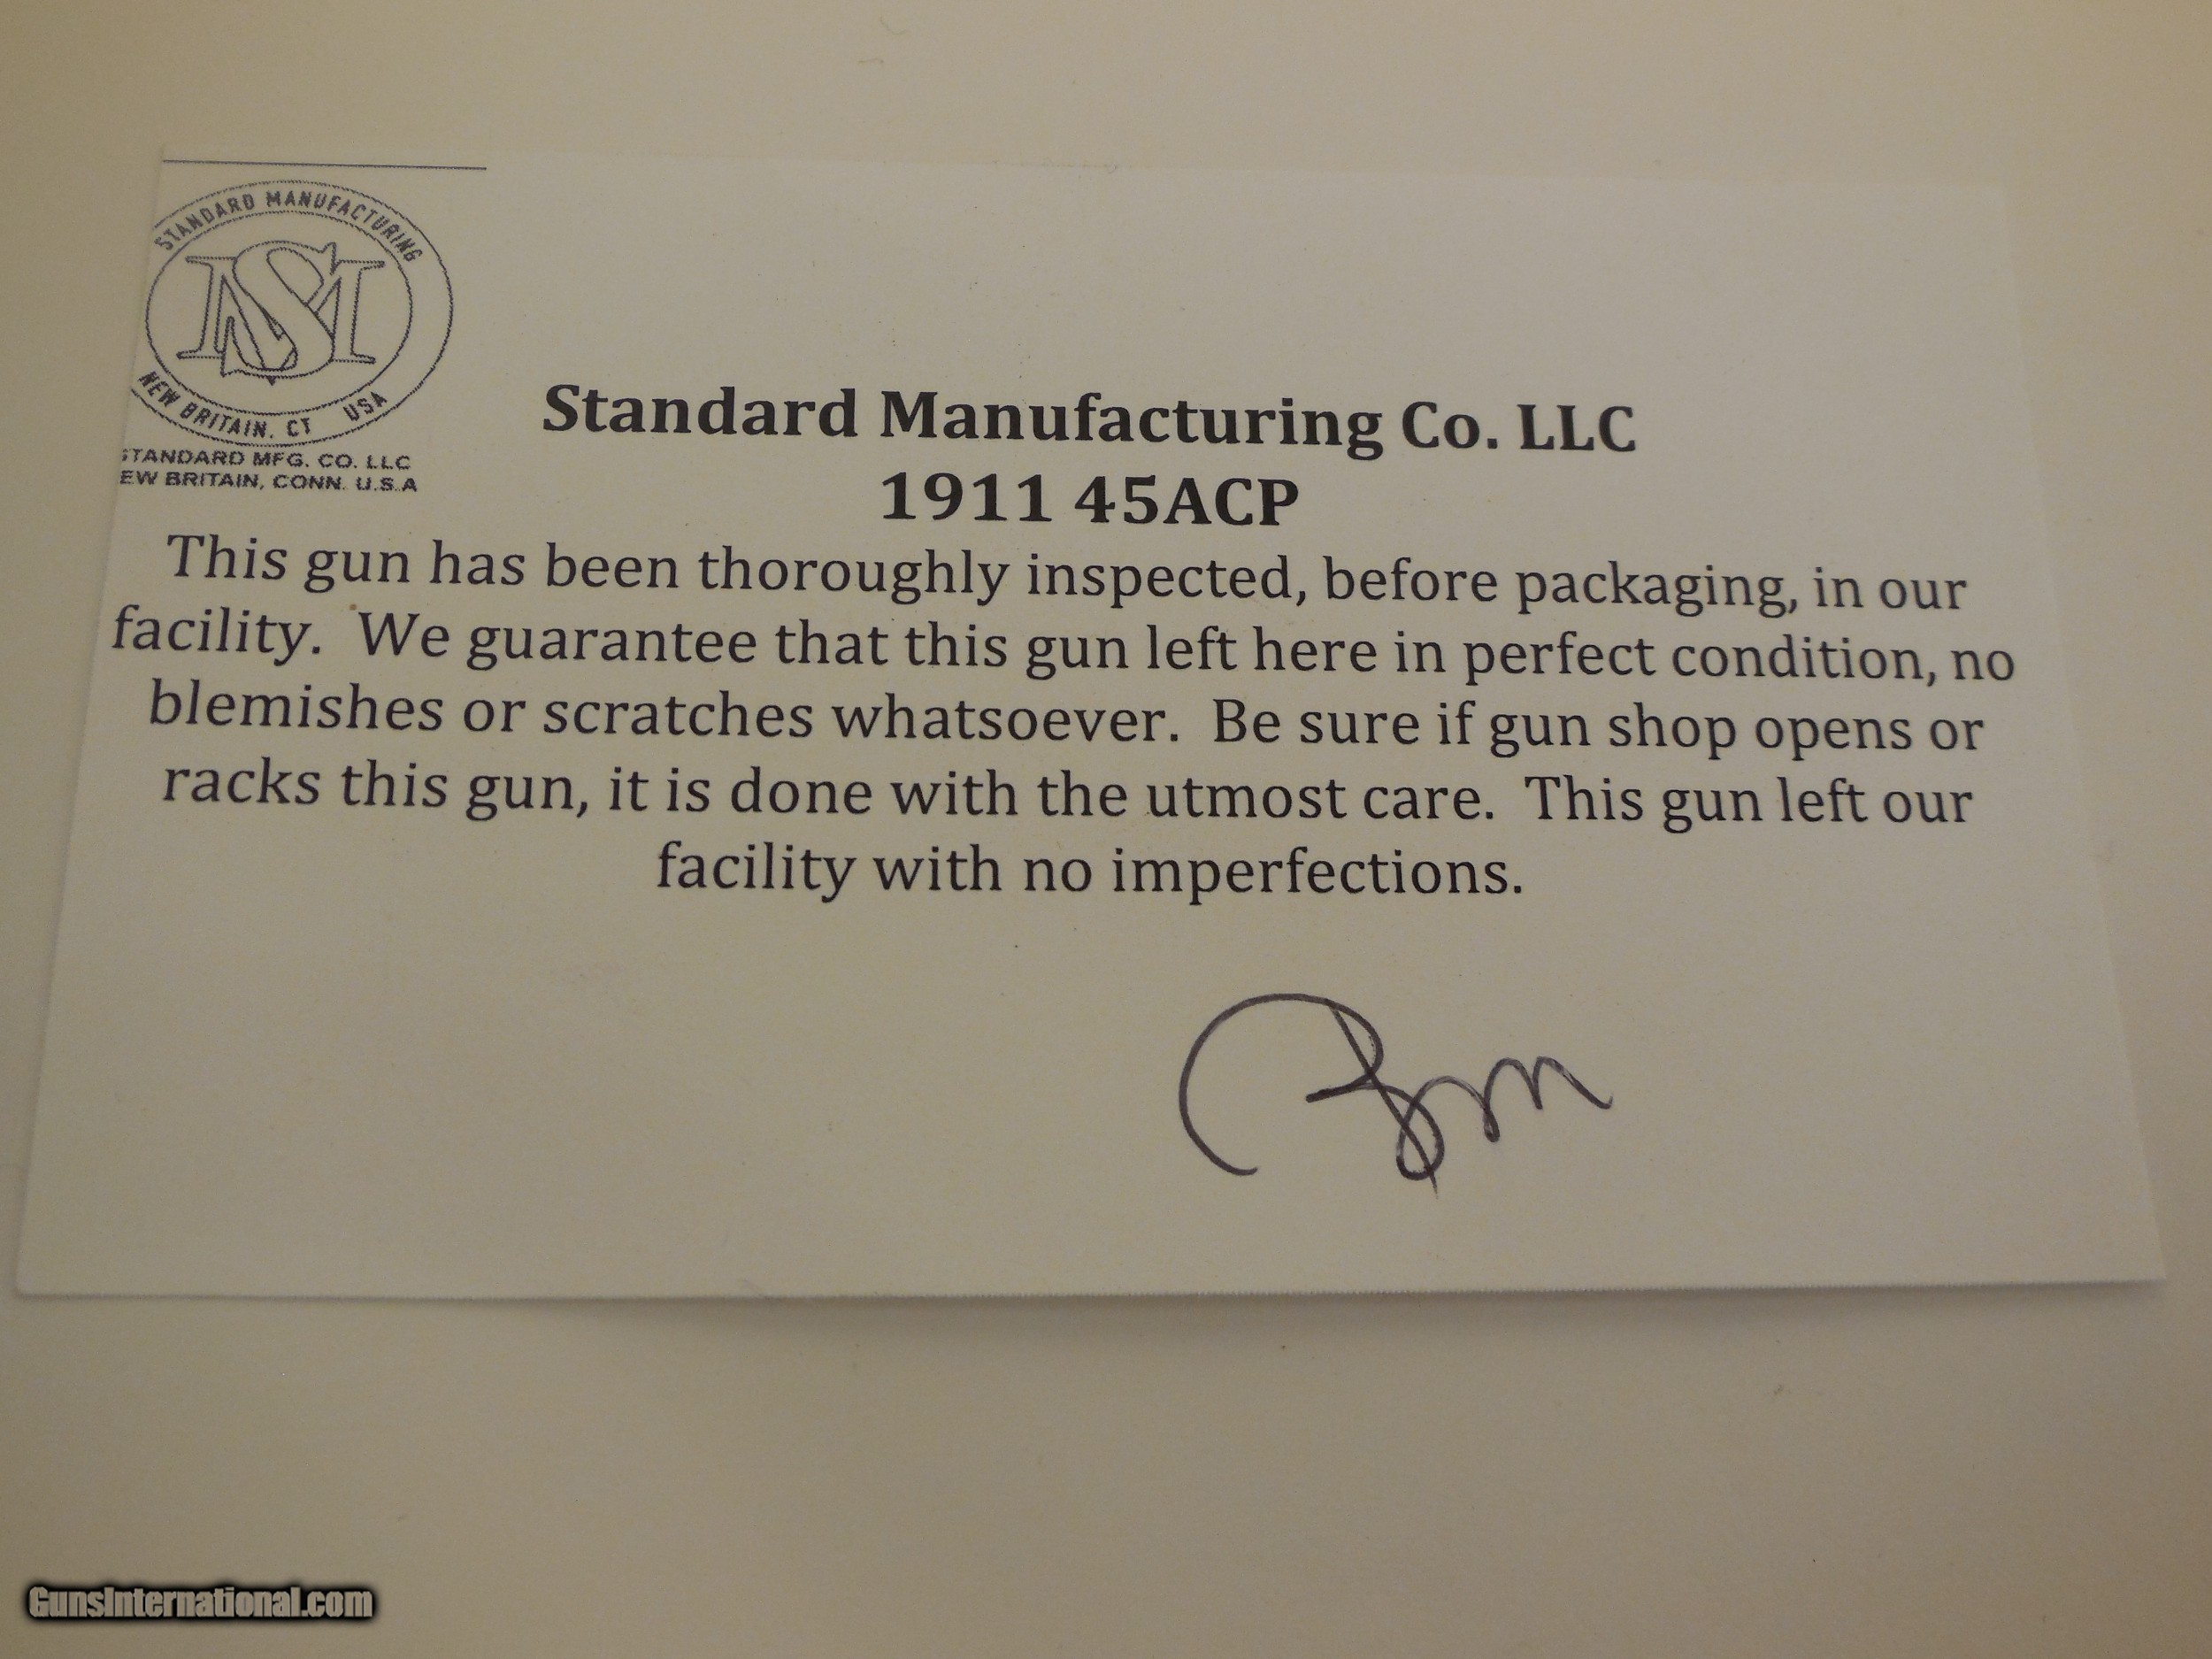 STANDARD MANUFACTURING
SM
NEW BRITAIN, CT USA
TANDARD MFG. CO. LLC
EW BRITAIN, CONN. U.S.A
Standard Manufacturing Co. LLC
1911 45ACP
This gun has been thoroughly inspected, before packaging, in our
facility. We guarantee that this gun left here in perfect condition, no
blemishes or scratches whatsoever. Be sure if gun shop opens or
racks this gun, it is done with the utmost care. This gun left our
facility with no imperfections.
GunsInternational.com